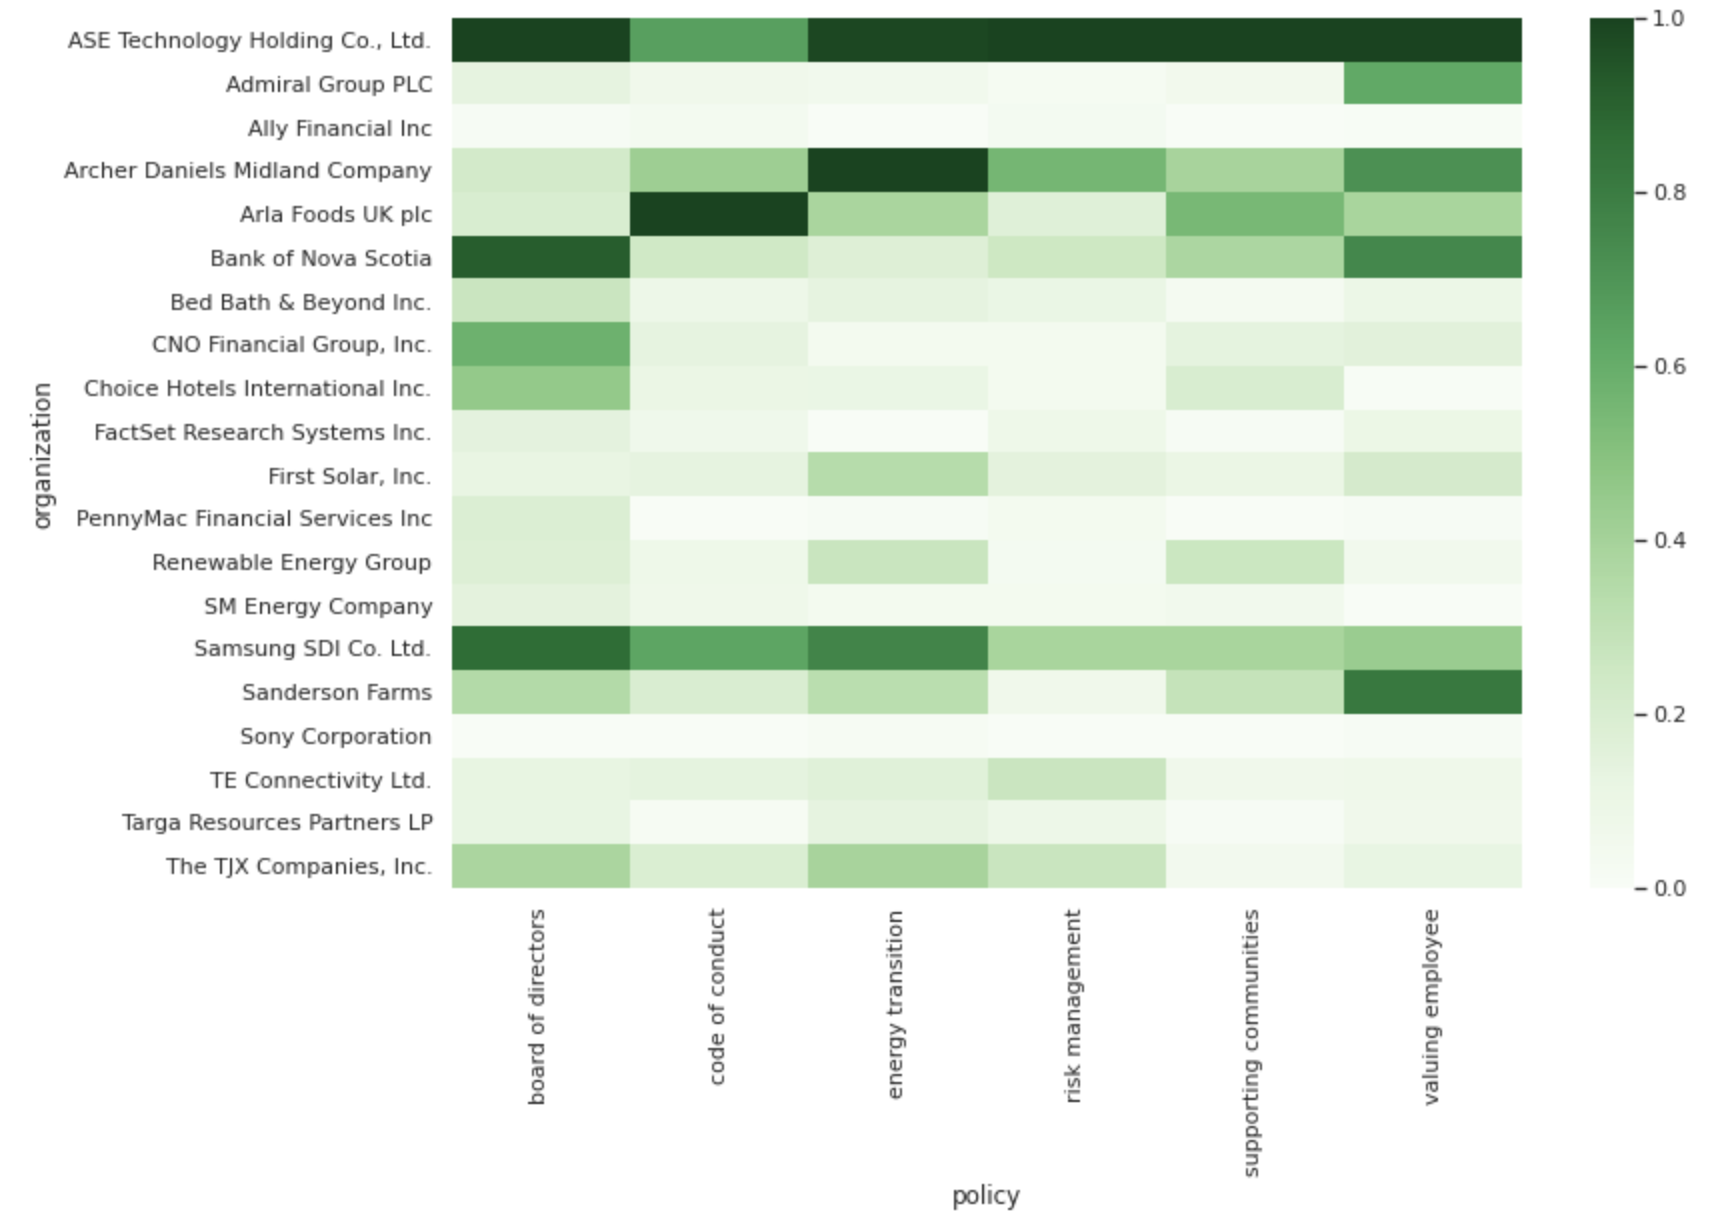 ASE Technology Holding Co., Ltd.
Admiral Group PLC
Ally Financial Inc
Archer Daniels Midland Company
Arla Foods UK plc
Bank of Nova Scotia
Bed Bath & Beyond Inc.
CNO Financial Group, Inc.
Choice Hotels International Inc.
FactSet Research Systems Inc.
First Solar, Inc.
PennyMac Financial Services Inc
Renewable Energy Group
SM Energy Company
Samsung SDI Co. Ltd.
Sanderson Farms
Sony Corporation
TE Connectivity Ltd.
Targa Resources Partners LP
The TJX Companies, Inc.
organization
board of directors
code of conduct
energy transition
risk management
supporting communities
valuing employee
policy
1.0
0.8
0.6
0.4
0.2
0.0